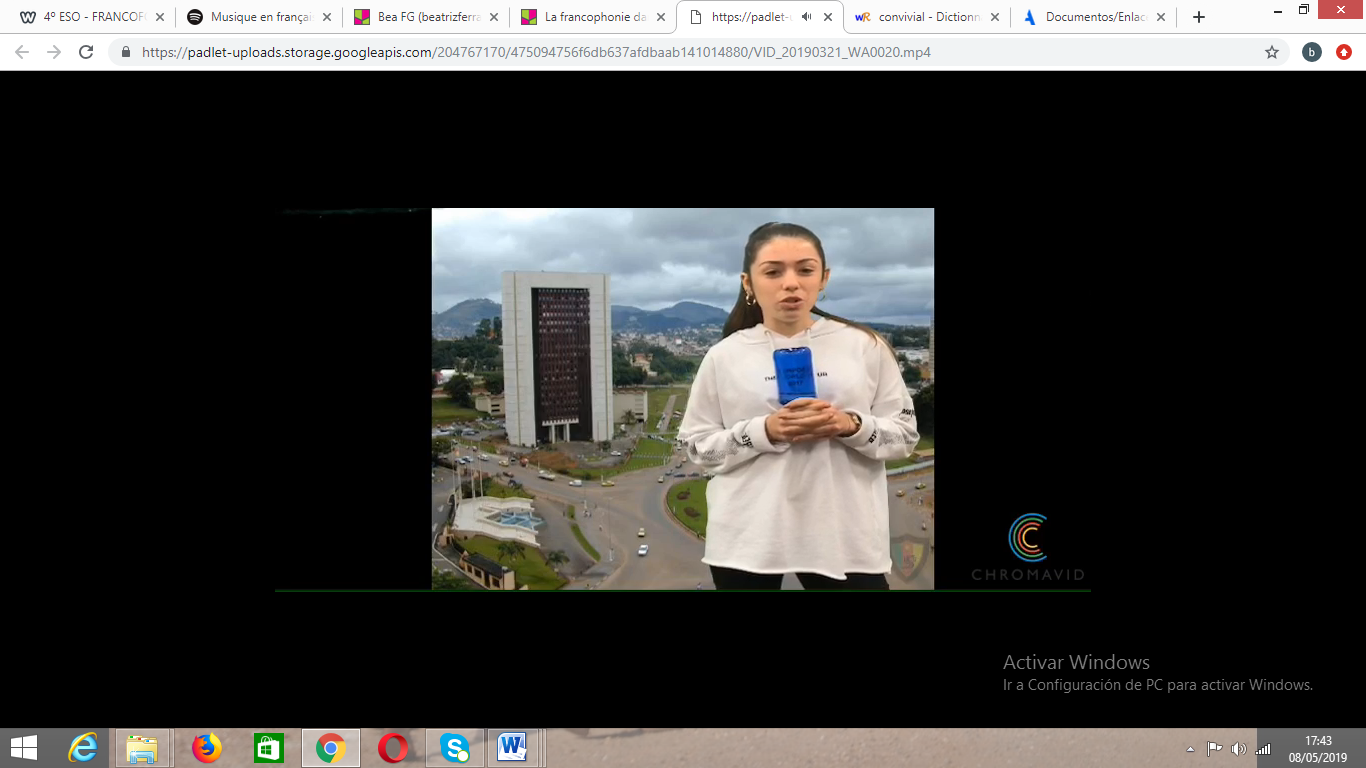 4º ESO - FRANCOF
Musique en françai
Bea FG (beatrizferra
La francophonie da
https://padlet-u
convivial - Dictionn
Documentos/Enlac
https://padlet-uploads.storage.googleapis.com/204767170/475094756f6db637afdbaab141014880/VID_20190321_WA0020.mp4
b
CHROMAVID
Activar Windows
Ir a Configuración de PC para activar Windows.
17:43
08/05/2019